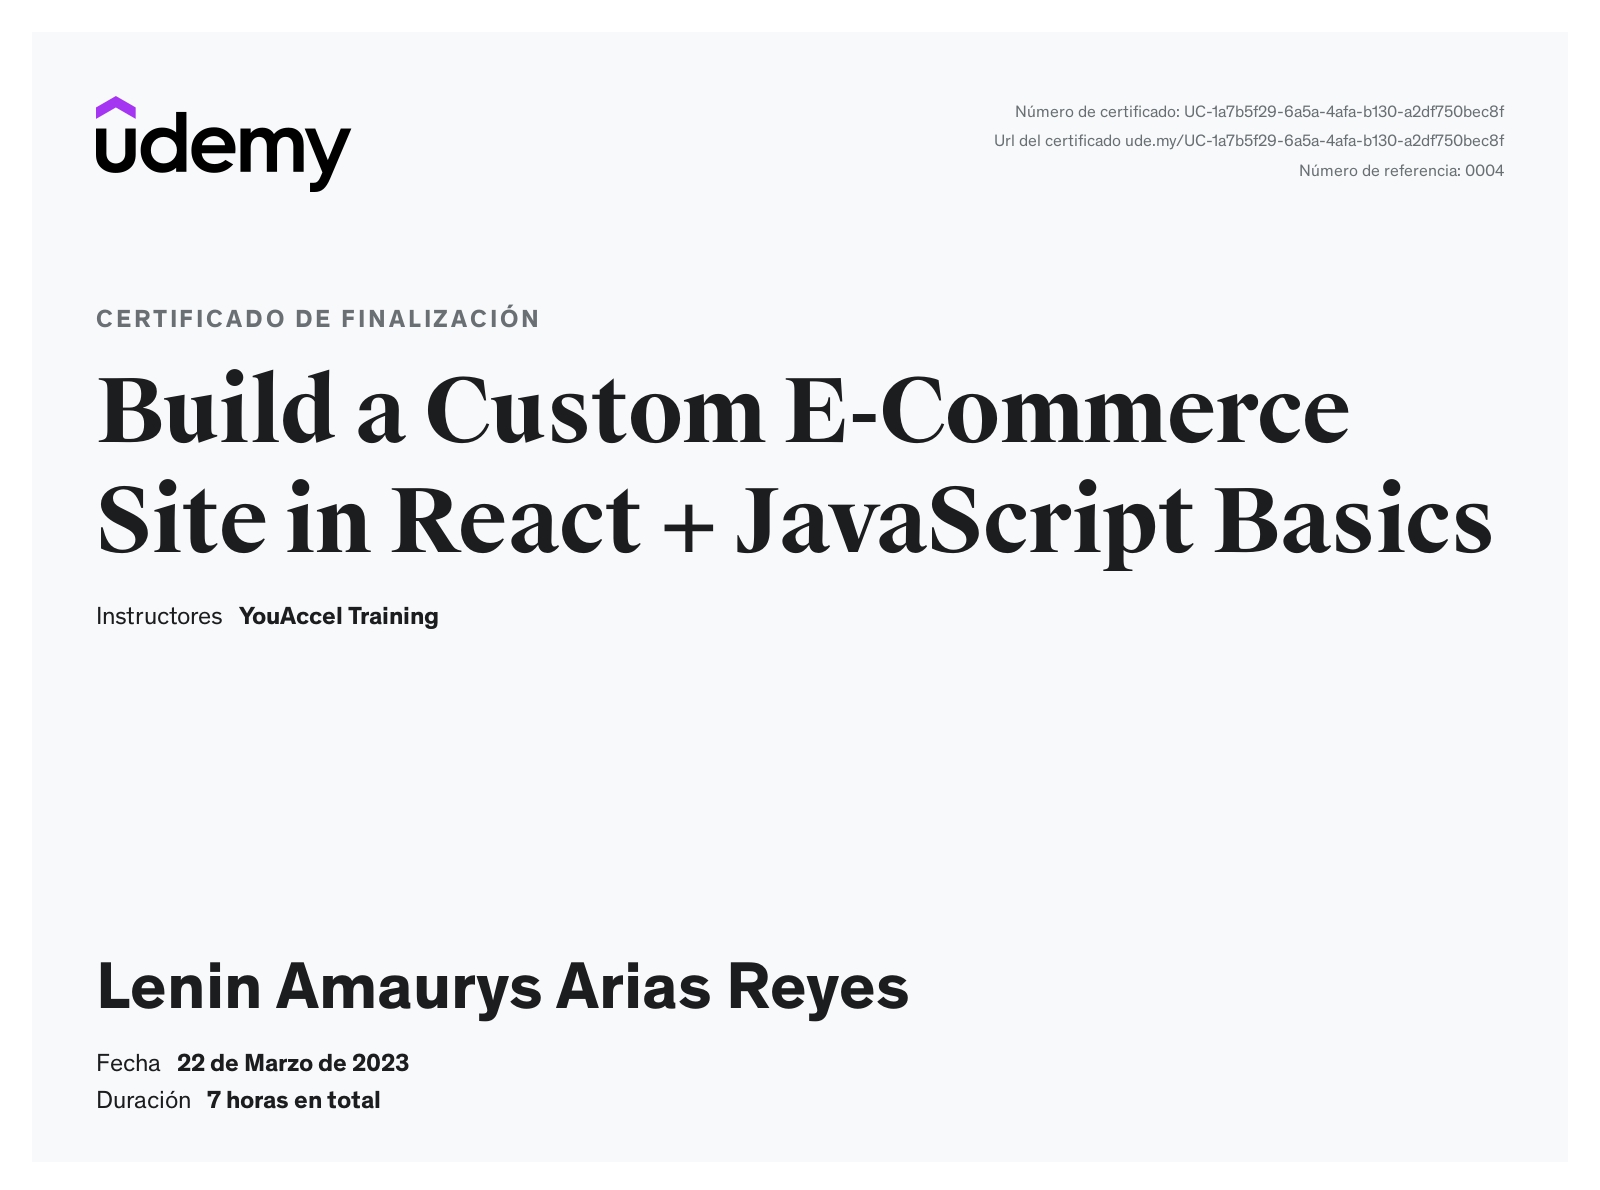 udemy
Número de certificado: UC-1a7b5f29-6a5a-4afa-b130-a2df750bec8f
Url del certificado ude.my/UC-1a7b5f29-6a5a-4afa-b130-a2df750bec8f
Número de referencia: 0004
CERTIFICADO DE FINALIZACIÓN
Build a Custom E-Commerce
Site in React + JavaScript Basics
Instructores YouAccel Training
Lenin Amaurys Arias Reyes
Fecha 22 de Marzo de 2023
Duración 7 horas en total